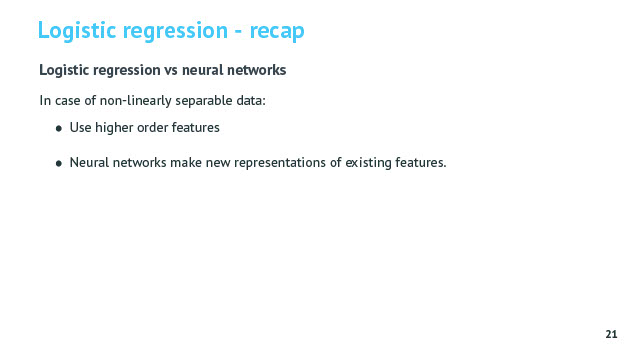 Logistic regression - recap
Logistic regression vs neural networks
In case of non-linearly separable data:
● Use higher order features
● Neural networks make new representations of existing features.
21